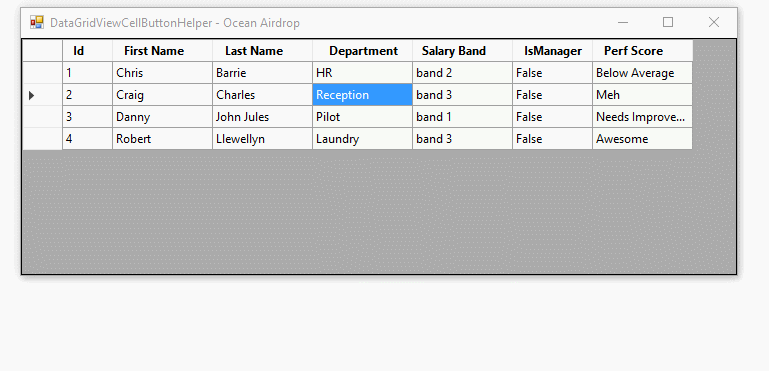 DataGridViewCellButtonHelper - Ocean Airdrop
Id First Name Last Name Department Salary Band IsManager Perf Score
1 Chris Barrie HR band 2 False Below Average
2 Craig Charles Reception band 3 False Meh
3 Danny John Jules Pilot band 1 False Needs Improve...
4 Robert Llewellyn Laundry band 3 False Awesome